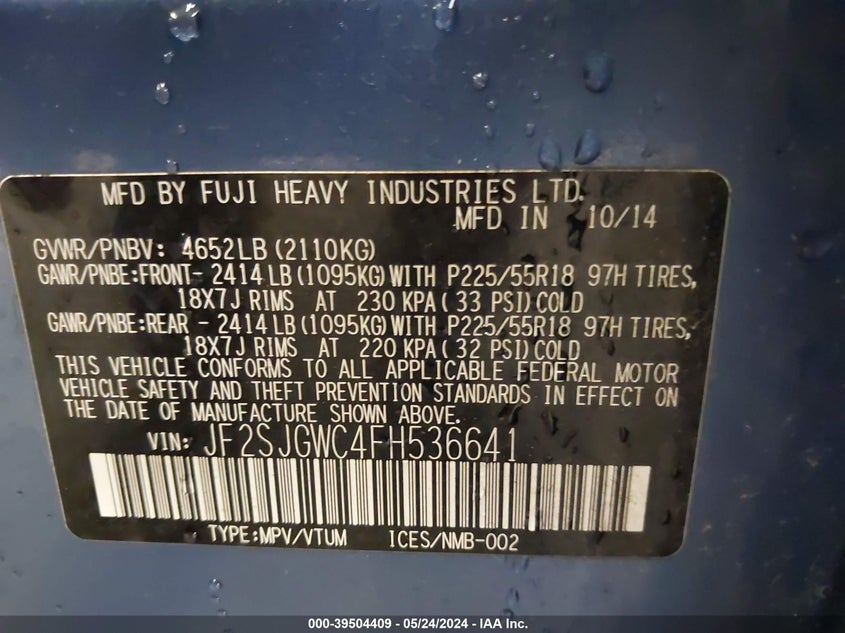 MFD BY FUJI HEAVY INDUSTRIES LTD.
MFD IN 10/14
GVWR/PNBV: 4652LB (2110KG)
GAWR/PNBE:FRONT- 2414 LB (1095KG) WITH P225/55R18 97H TIRES,
18X7J RIMS AT 230 KPA (33 PSI) COLD
GAWR/PNBE:REAR - 2414 LB (1095KG) WITH P225/55R18 97H TIRES,
18X7J RIMS AT 220 KPA (32 PSI) COLD
THIS VEHICLE CONFORMS TO ALL APPLICABLE FEDERAL MOTOR
VEHICLE SAFETY AND THEFT PREVENTION STANDARDS IN EFFECT ON
THE DATE OF MANUFACTURE SHOWN ABOVE.
VIN: JF2SJGWC4FH536641
TYPE:MPV/VTUM ICES/NMB-002
000-39504409 - 05/24/2024 - IAA Inc.